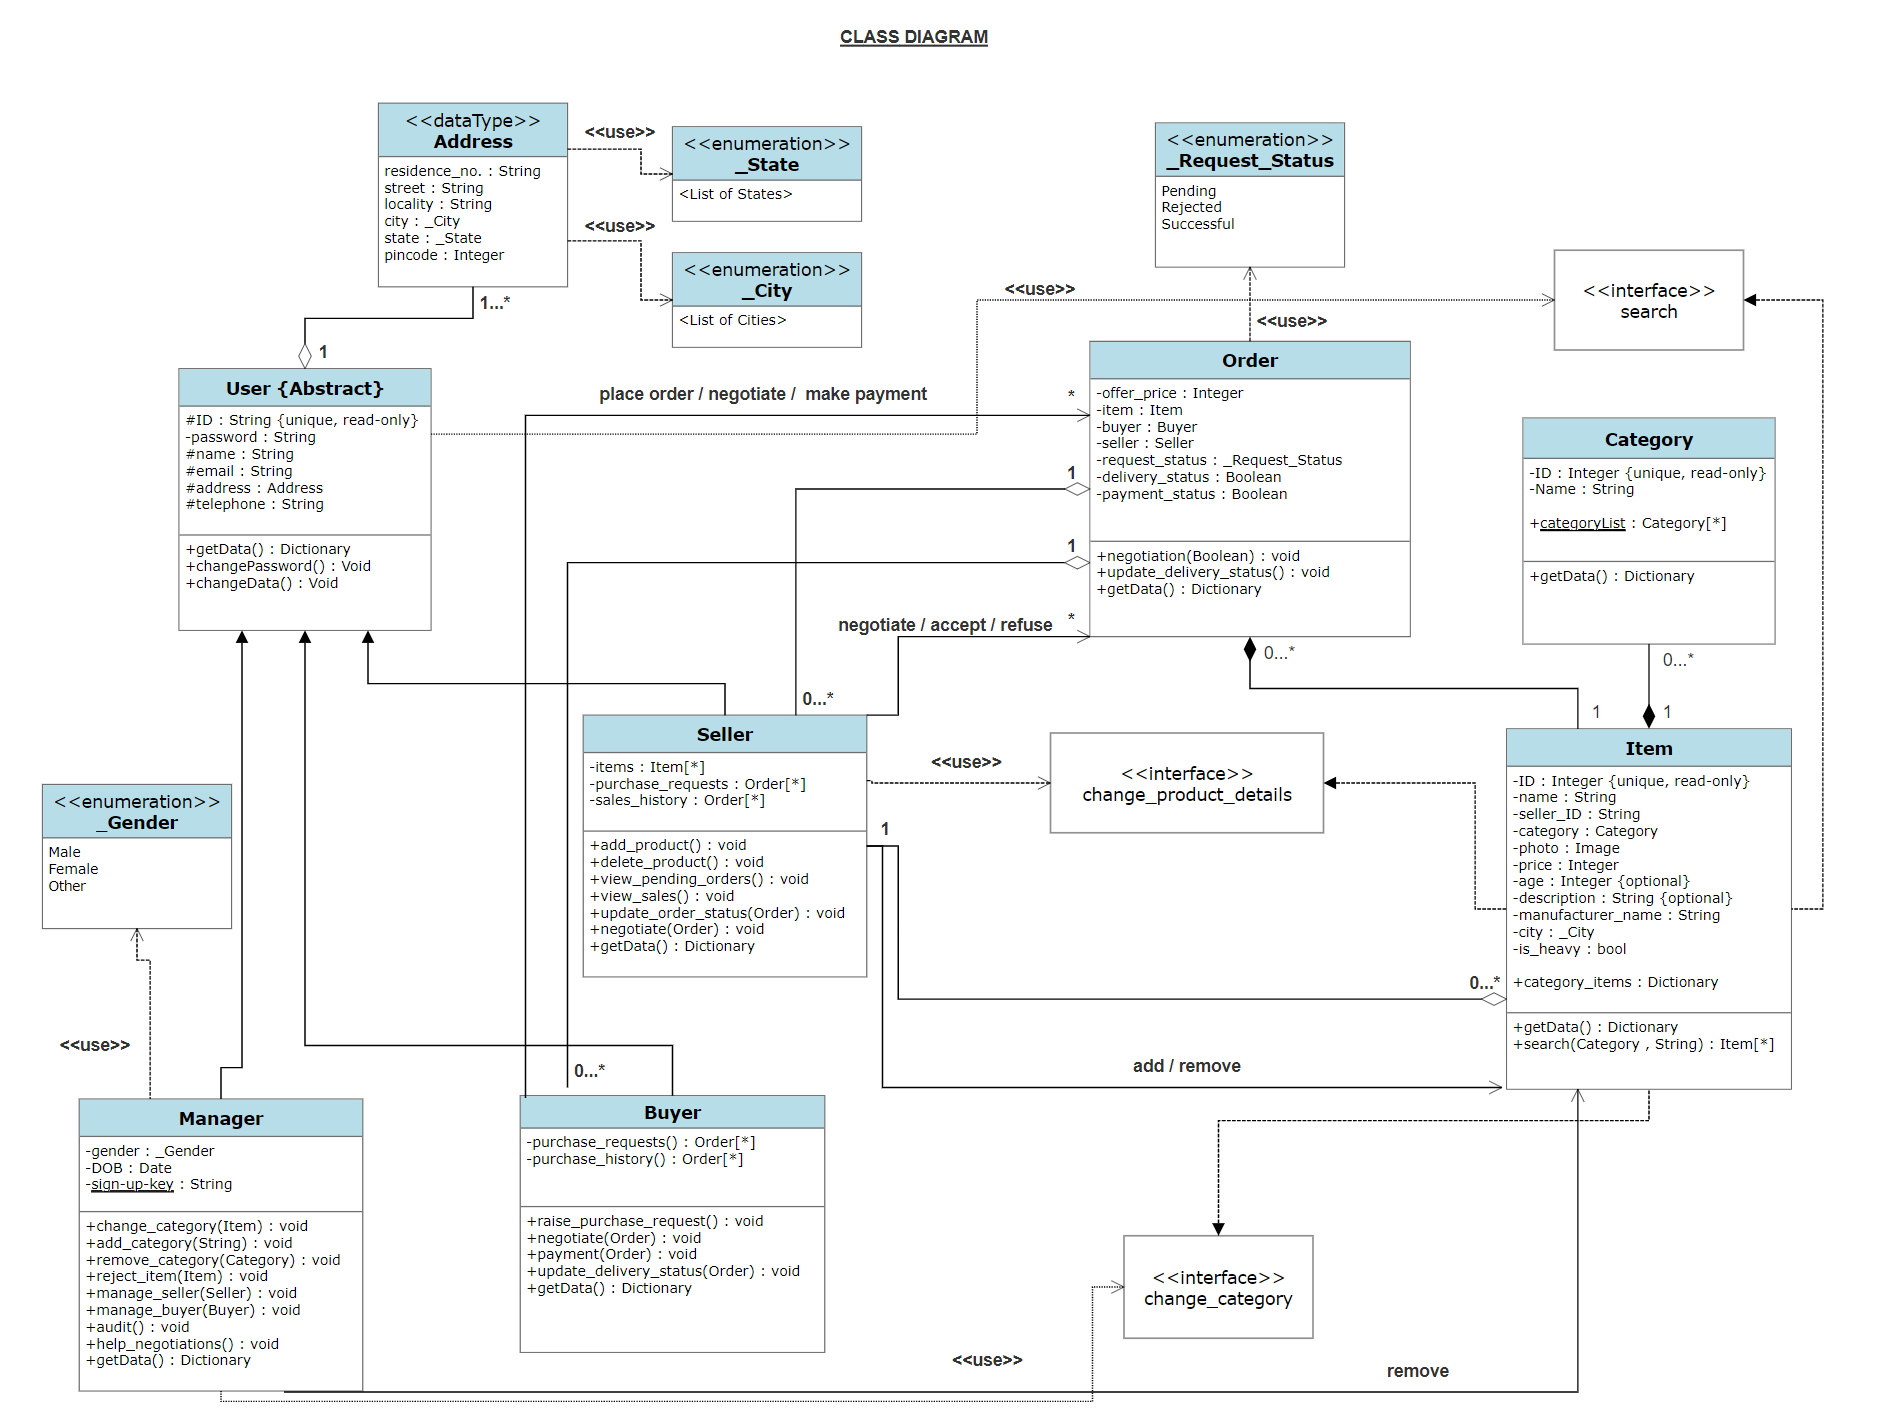 CLASS DIAGRAM
<<dataType>>
Address
residence_no. : String
street : String
locality : String
city : _City
state : _State
pincode : Integer
<<use>>
<<enumeration>>
_State
<List of States>
<<use>>
<<enumeration>>
_City
<List of Cities>
<<enumeration>>
_Request_Status
Pending
Rejected
Successful
<<use>>
<<interface>>
search
<<use>>
1...*
1
User {Abstract}
#ID : String {unique, read-only}
-password : String
#name : String
#email : String
#address : Address
#telephone : String
+getData() : Dictionary
+changePassword() : Void
+changeData() : Void
place order / negotiate /  make payment
*
Order
-offer_price : Integer
-item : Item
-buyer : Buyer
-seller : Seller
-request_status : _Request_Status
-delivery_status : Boolean
-payment_status : Boolean
+negotiation(Boolean) : void
+update_delivery_status() : void
+getData() : Dictionary
1
1
negotiate / accept / refuse
*
0...*
Category
-ID : Integer {unique, read-only}
-Name : String
+categoryList : Category[*]
+getData() : Dictionary
0...*
1
1
0...*
Seller
-items : Item[*]
-purchase_requests : Order[*]
-sales_history : Order[*]
+add_product() : void
+delete_product() : void
+view_pending_orders() : void
+view_sales() : void
+update_order_status(Order) : void
+negotiate(Order) : void
+getData() : Dictionary
<<use>>
<<interface>>
change_product_details
1
Item
-ID : Integer {unique, read-only}
-name : String
-seller_ID : String
-category : Category
-photo : Image
-price : Integer
-age : Integer {optional}
-description : String {optional}
-manufacturer_name : String
-city : _City
-is_heavy : bool
+category_items : Dictionary
+getData() : Dictionary
+search(Category , String) : Item[*]
0...*
add / remove
<<enumeration>>
_Gender
Male
Female
Other
<<use>>
Manager
-gender : _Gender
-DOB : Date
-sign-up-key : String
+change_category(Item) : void
+add_category(String) : void
+remove_category(Category) : void
+reject_item(Item) : void
+manage_seller(Seller) : void
+manage_buyer(Buyer) : void
+audit() : void
+help_negotiations() : void
+getData() : Dictionary
0...*
Buyer
-purchase_requests() : Order[*]
-purchase_history() : Order[*]
+raise_purchase_request() : void
+negotiate(Order) : void
+payment(Order) : void
+update_delivery_status(Order) : void
+getData() : Dictionary
<<interface>>
change_category
<<use>>
remove